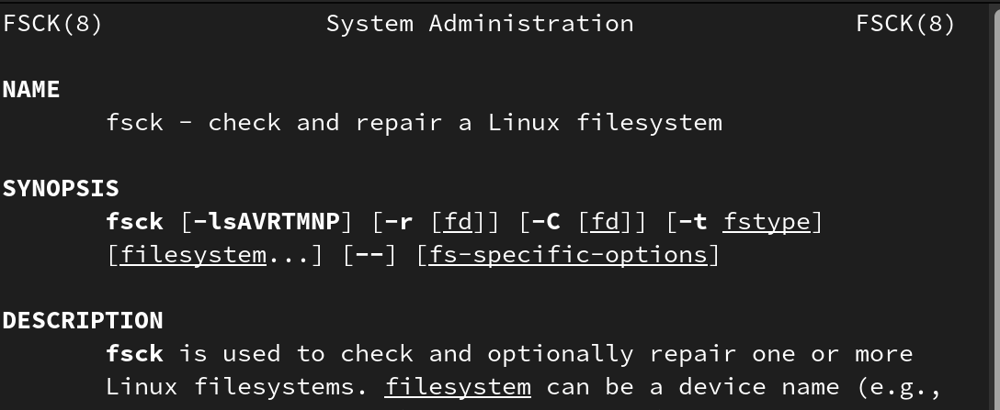 FSCK(8) System Administration FSCK(8)
NAME
fsck - check and repair a Linux filesystem
SYNOPSIS
fsck [-lsAVRTMNP] [-r [fd]] [-C [fd]] [-t fstype]
[filesystem...] [--] [fs-specific-options]
DESCRIPTION
fsck is used to check and optionally repair one or more
Linux filesystems. filesystem can be a device name (e.g.,